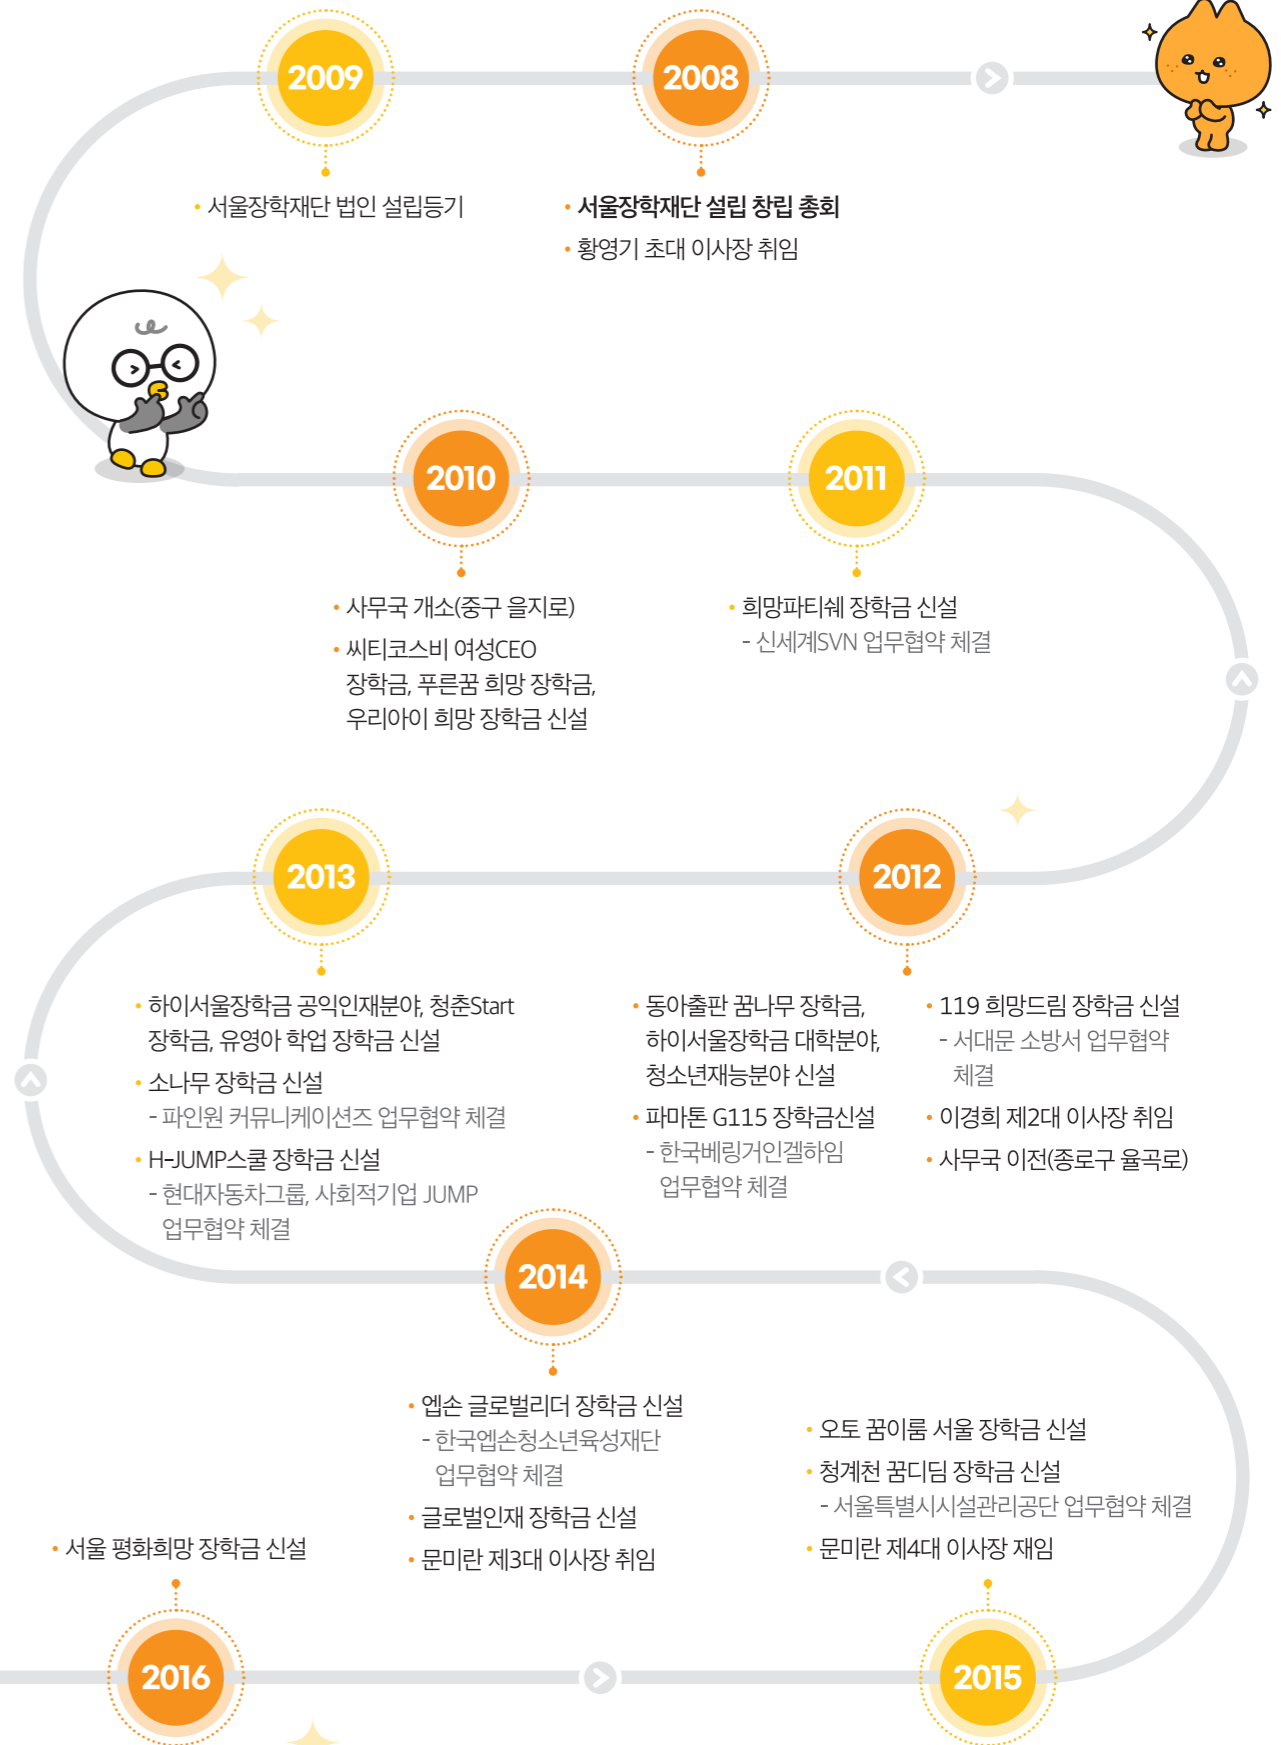 2009
2008
• 서울장학재단 법인 설립등기
• 서울장학재단 설립 창립 총회
• 황영기 초대 이사장 취임
2010
2011
• 사무국 개소(중구 을지로)
• 씨티코스비 여성CEO
장학금, 푸른꿈 희망 장학금,
우리아이 희망 장학금 신설
• 희망파티쉐 장학금 신설
- 신세계SVN 업무협약 체결
2013
2012
• 하이서울장학금 공익인재분야, 청춘Start
장학금, 유영아 학업 장학금 신설
• 소나무 장학금 신설
- 파인원 커뮤니케이션즈 업무협약 체결
• H-JUMP스쿨 장학금 신설
- 현대자동차그룹, 사회적기업 JUMP
업무협약 체결
• 동아출판 꿈나무 장학금,
하이서울장학금 대학분야,
청소년재능분야 신설
• 파마톤 G115 장학금신설
- 한국베링거인겔하임
업무협약 체결
• 119 희망드림 장학금 신설
- 서대문 소방서 업무협약
체결
• 이경희 제2대 이사장 취임
• 사무국 이전(종로구 율곡로)
2014
• 엡손 글로벌리더 장학금 신설
- 한국엡손청소년육성재단
업무협약 체결
• 글로벌인재 장학금 신설
• 문미란 제3대 이사장 취임
• 오토 꿈이룸 서울 장학금 신설
• 청계천 꿈디딤 장학금 신설
- 서울특별시시설관리공단 업무협약 체결
• 문미란 제4대 이사장 재임
• 서울 평화희망 장학금 신설
2016
2015